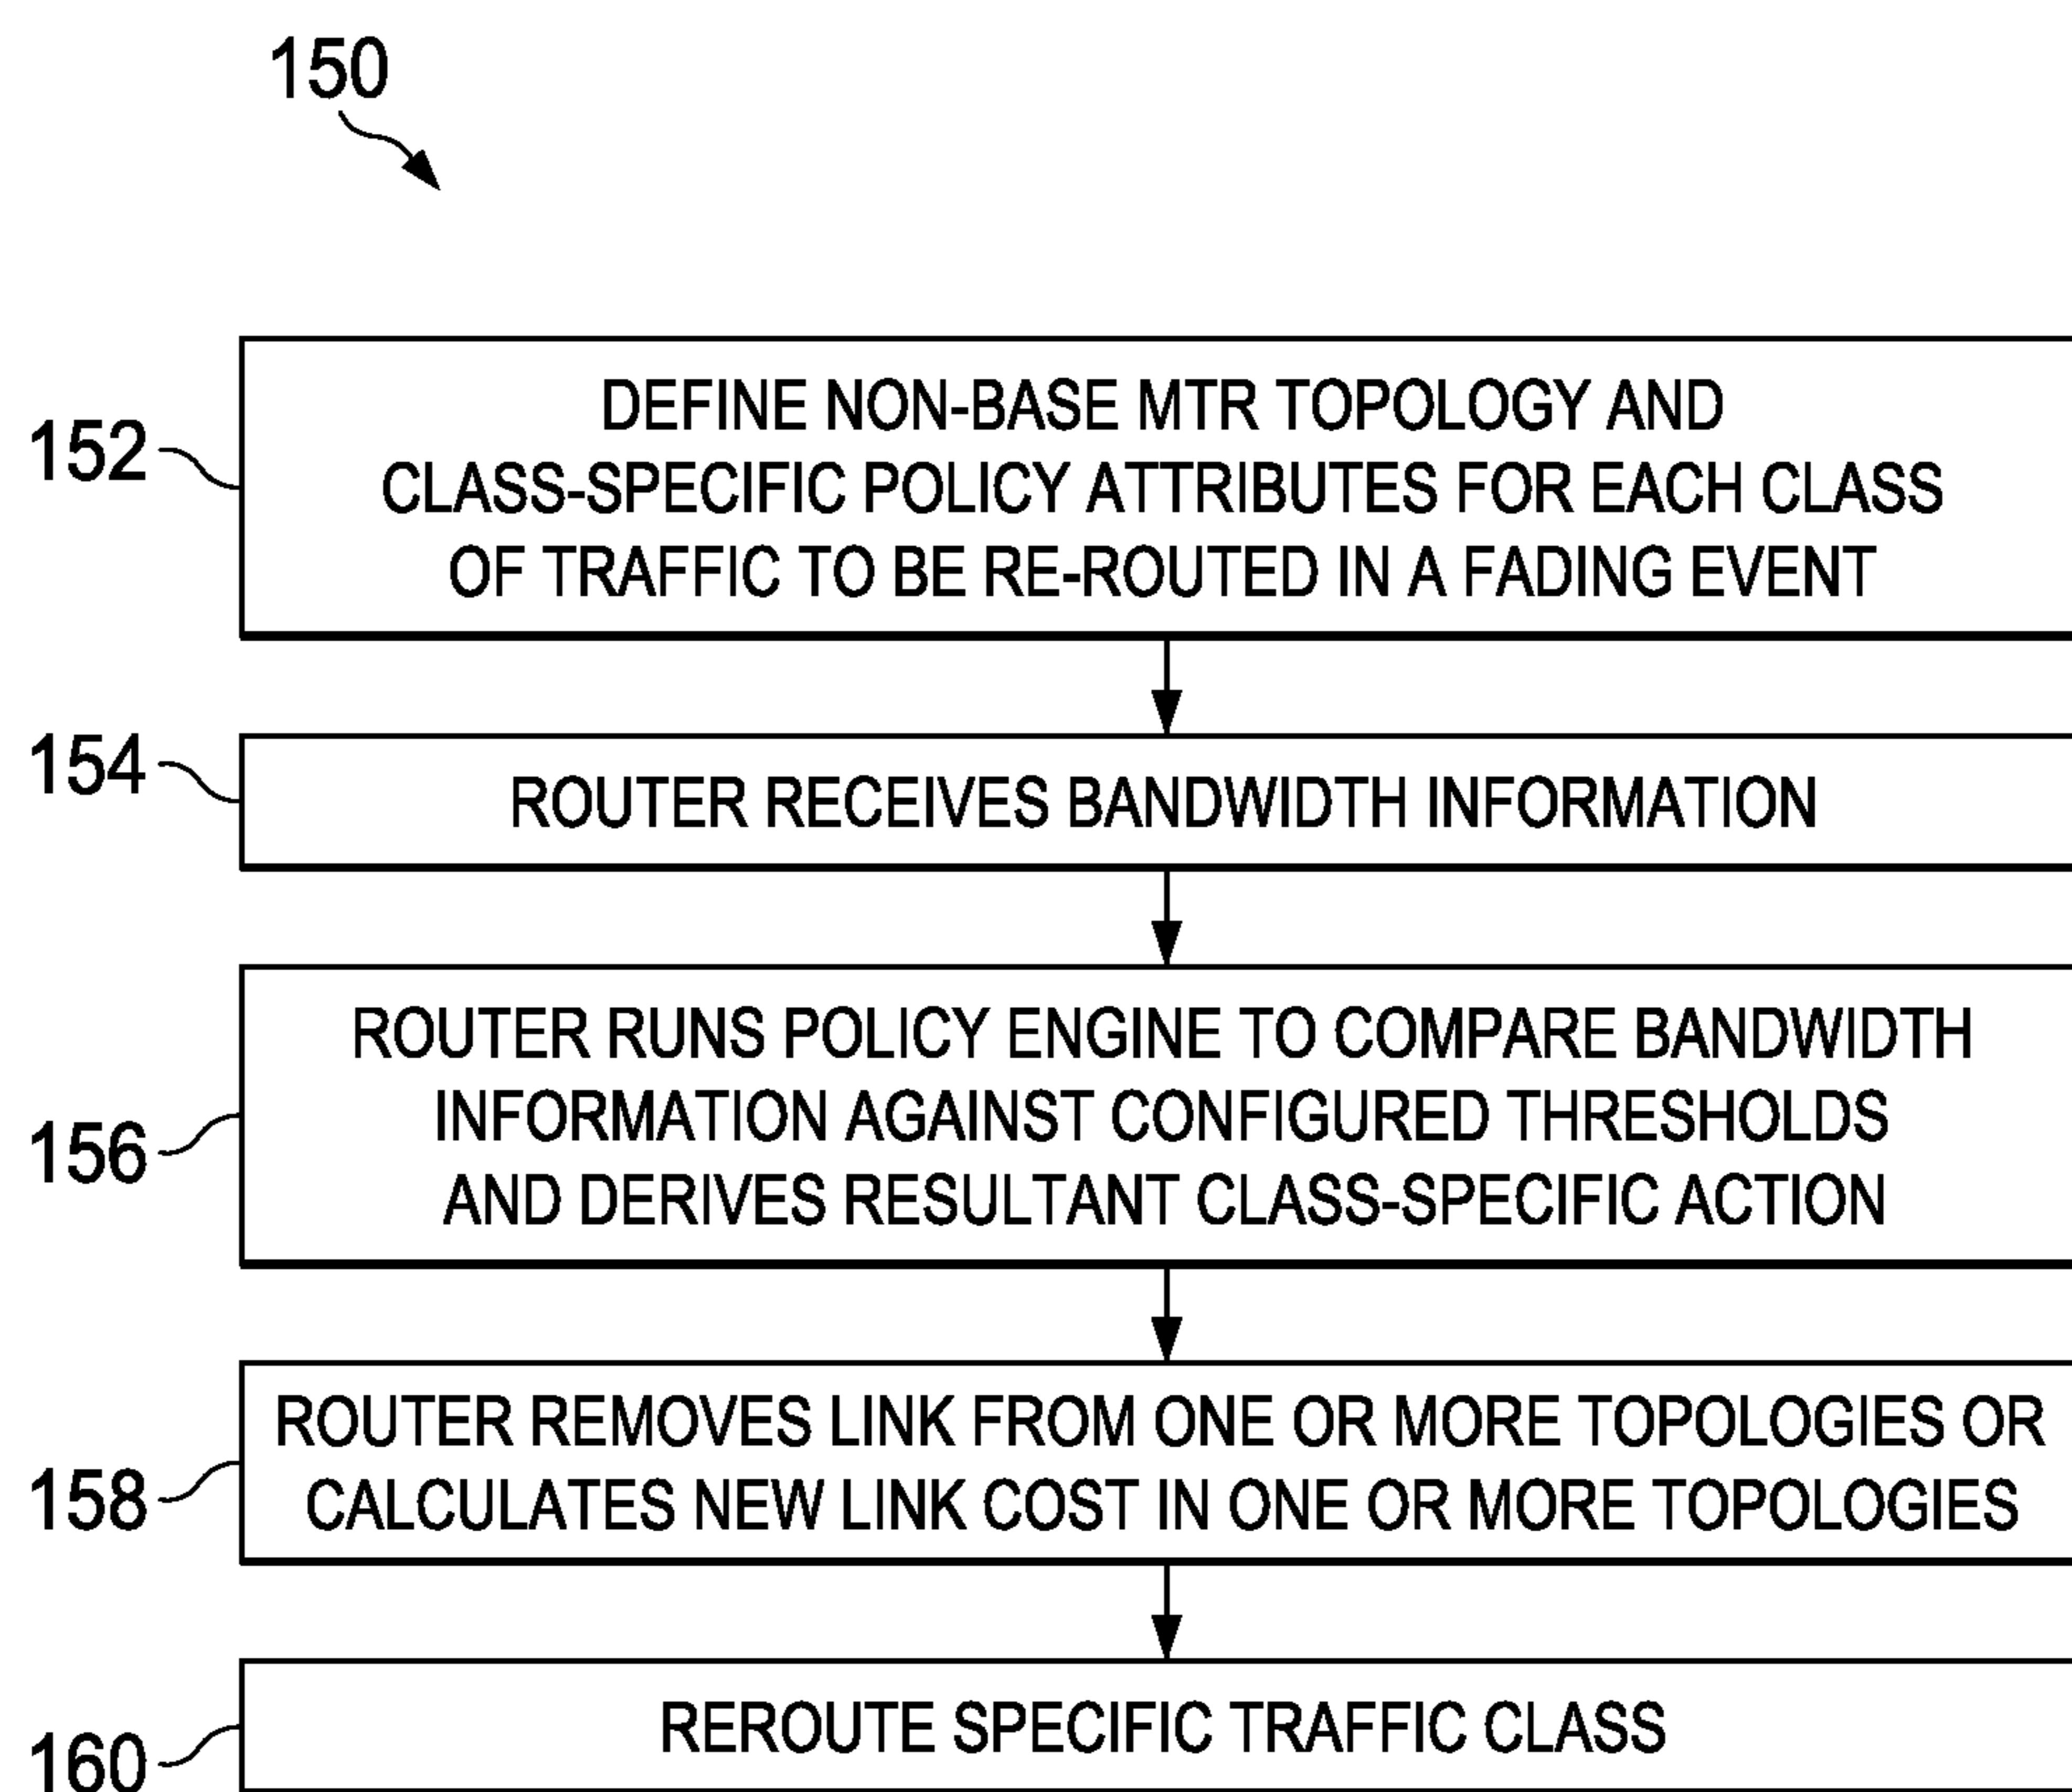 150
152
DEFINE NON-BASE MTR TOPOLOGY AND
CLASS-SPECIFIC POLICY ATTRIBUTES FOR EACH CLASS
OF TRAFFIC TO BE RE-ROUTED IN A FADING EVENT
154
ROUTER RECEIVES BANDWIDTH INFORMATION
156
ROUTER RUNS POLICY ENGINE TO COMPARE BANDWIDTH
INFORMATION AGAINST CONFIGURED THRESHOLDS
AND DERIVES RESULTANT CLASS-SPECIFIC ACTION
158
ROUTER REMOVES LINK FROM ONE OR MORE TOPOLOGIES OR
CALCULATES NEW LINK COST IN ONE OR MORE TOPOLOGIES
160
REROUTE SPECIFIC TRAFFIC CLASS